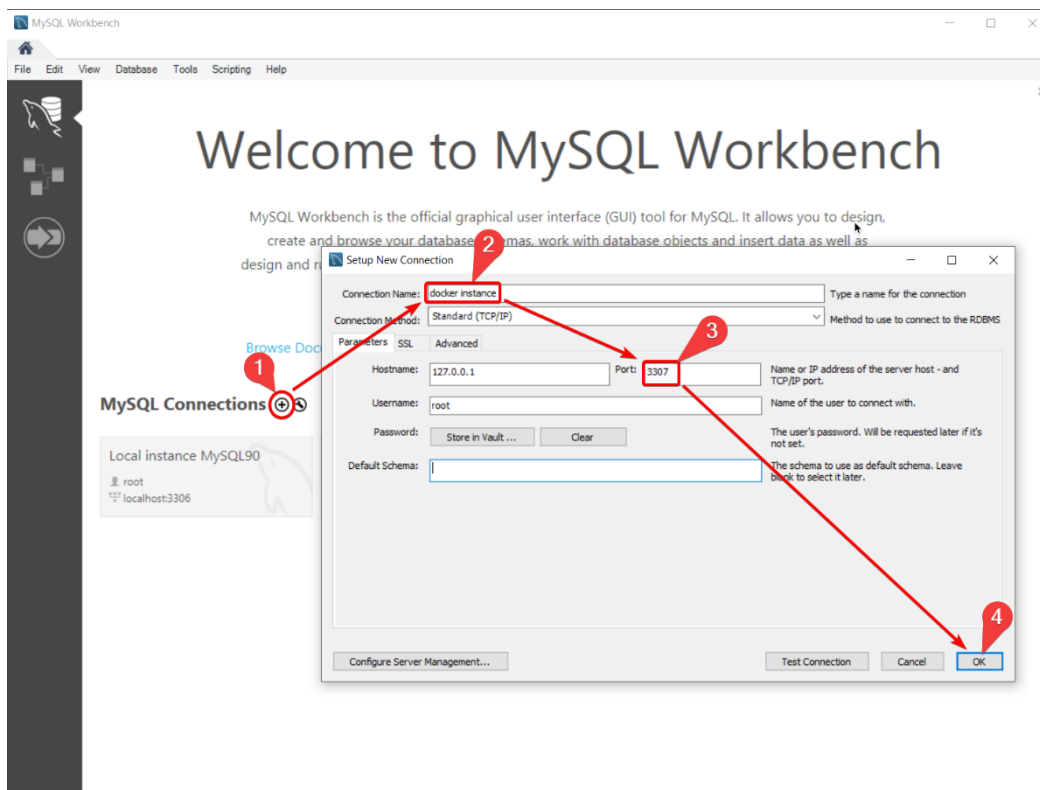 MySQL Workbench
File Edit View Database Tools Scripting Help
Welcome to MySQL Workbench
MySQL Workbench is the official graphical user interface (GUI) tool for MySQL. It allows you to design,
create and browse your database schemas, work with database objects and insert data as well as
design and ru
Browse Doc
1
MySQL Connections
Local instance MySQL90
root
localhost:3306
2
Setup New Connection
Connection Name: docker instance Type a name for the connection
Connection Method: Standard (TCP/IP) Method to use to connect to the RDBMS
Parameters SSL Advanced
3
Hostname: 127.0.0.1 Port: 3307 Name or IP address of the server host - and
TCP/IP port.
Username: root Name of the user to connect with.
Password: Store in Vault ... Clear The user's password. Will be requested later if it's
not set.
Default Schema: The schema to use as default schema. Leave
blank to select it later.
4
Configure Server Management... Test Connection Cancel OK